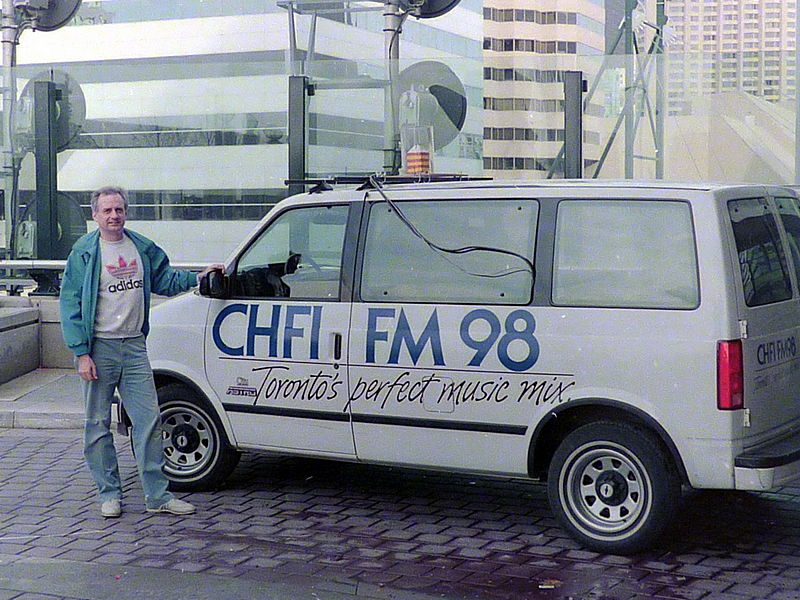 adidas
CHFI FM 98
Toronto's perfect music mix.
CHFI FM98